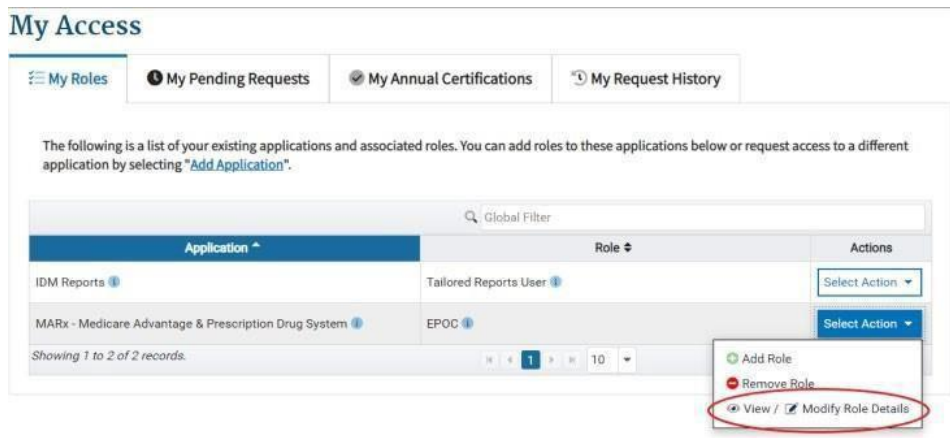 My Access
My Roles
My Pending Requests
My Annual Certifications
My Request History
The following is a list of your existing applications and associated roles. You can add roles to these applications below or request access to a different
application by selecting "Add Application".
Global Filter
Application
Role
Actions
IDM Reports
Tailored Reports User
Select Action
MARx - Medicare Advantage & Prescription Drug System
EPOC
Select Action
Showing 1 to 2 of 2 records.
1
10
Add Role
Remove Role
View / Modify Role Details